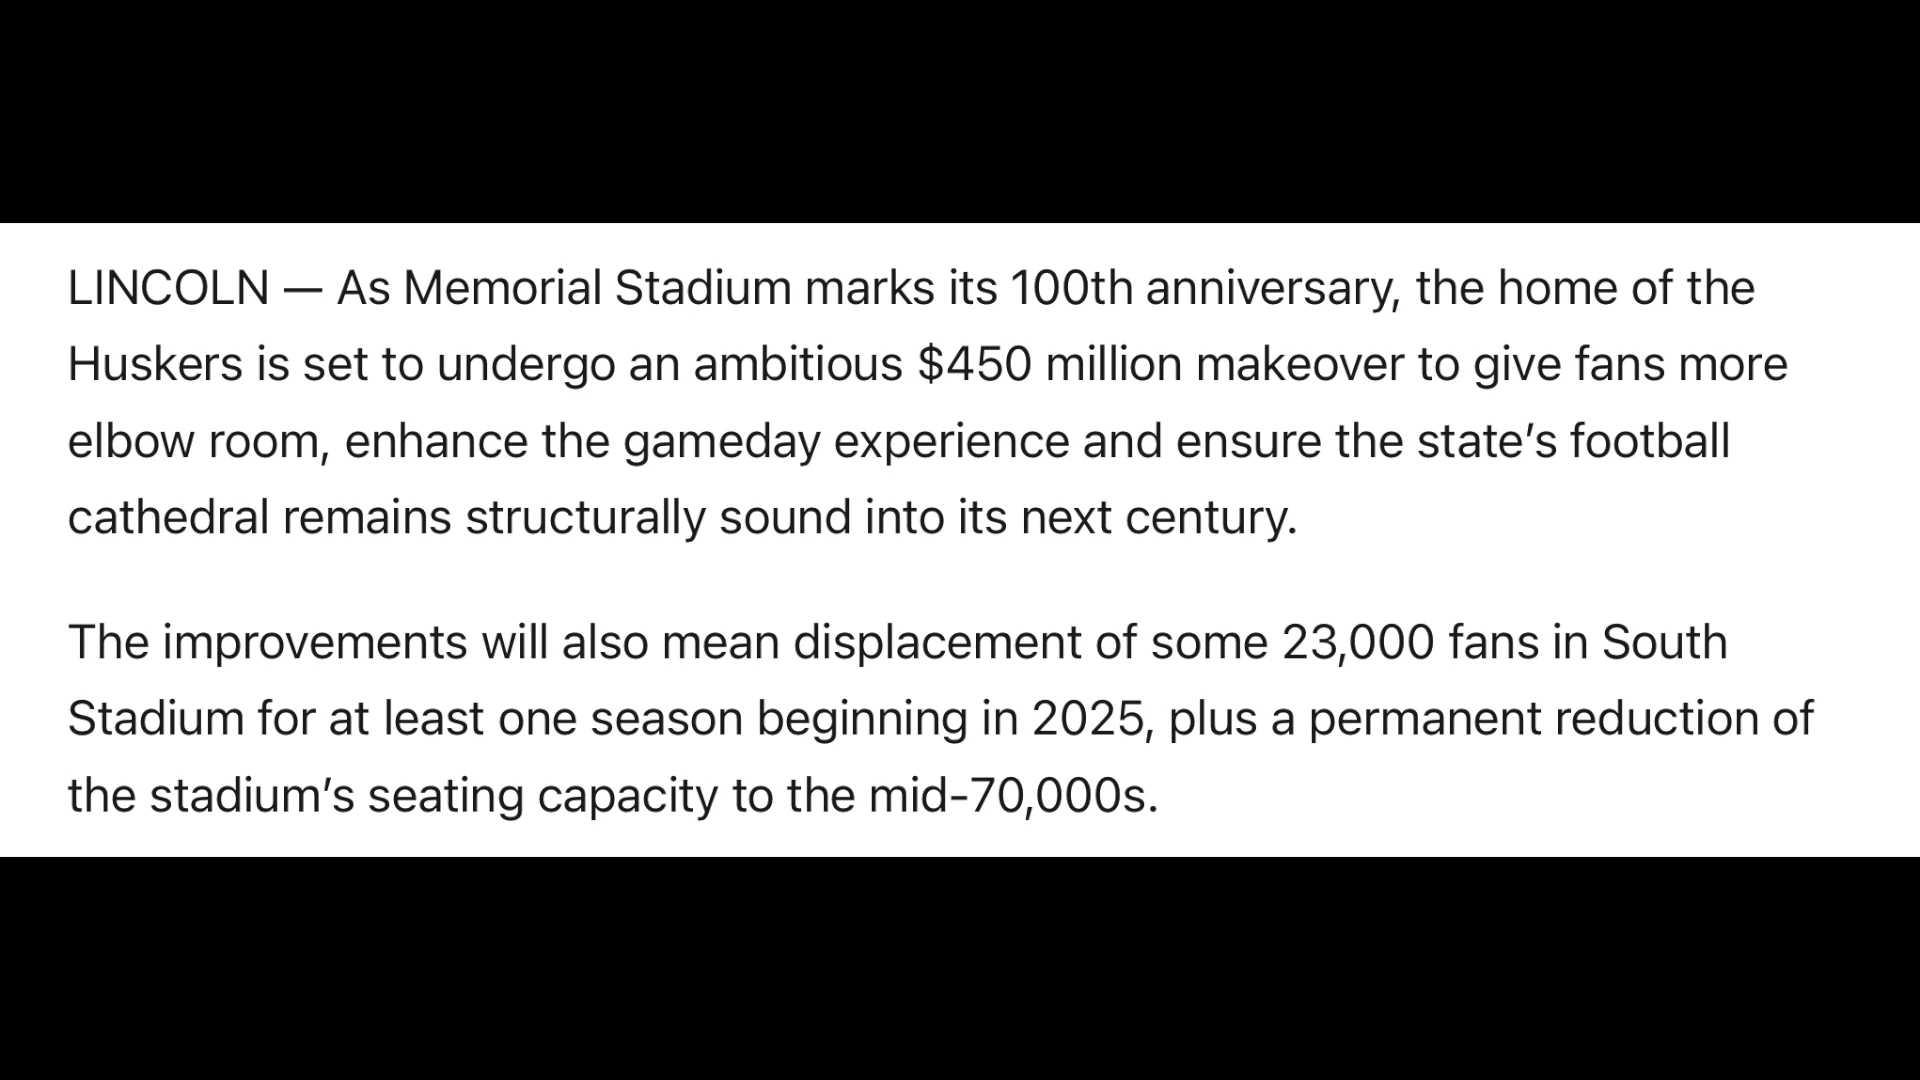 LINCOLN — As Memorial Stadium marks its 100th anniversary, the home of the
Huskers is set to undergo an ambitious $450 million makeover to give fans more
elbow room, enhance the gameday experience and ensure the state’s football
cathedral remains structurally sound into its next century.
The improvements will also mean displacement of some 23,000 fans in South
Stadium for at least one season beginning in 2025, plus a permanent reduction of
the stadium’s seating capacity to the mid-70,000s.